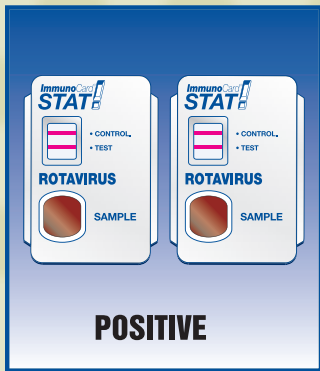 ImmunoCard
STAT!
• CONTROL
• TEST
ROTAVIRUS
SAMPLE
ImmunoCard
STAT!
• CONTROL
• TEST
ROTAVIRUS
SAMPLE
POSITIVE